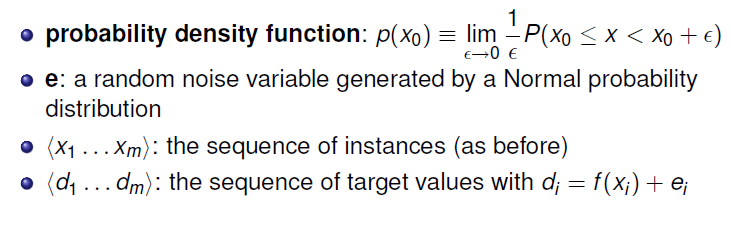 • probability density function: p(x₀) ≡ lim_{ϵ→0} 1/ϵ P(x₀ ≤ x < x₀ + ϵ)
• e: a random noise variable generated by a Normal probability
distribution
• ⟨x₁ . . . xₘ⟩: the sequence of instances (as before)
• ⟨d₁ . . . dₘ⟩: the sequence of target values with dᵢ = f(xᵢ) + eᵢ